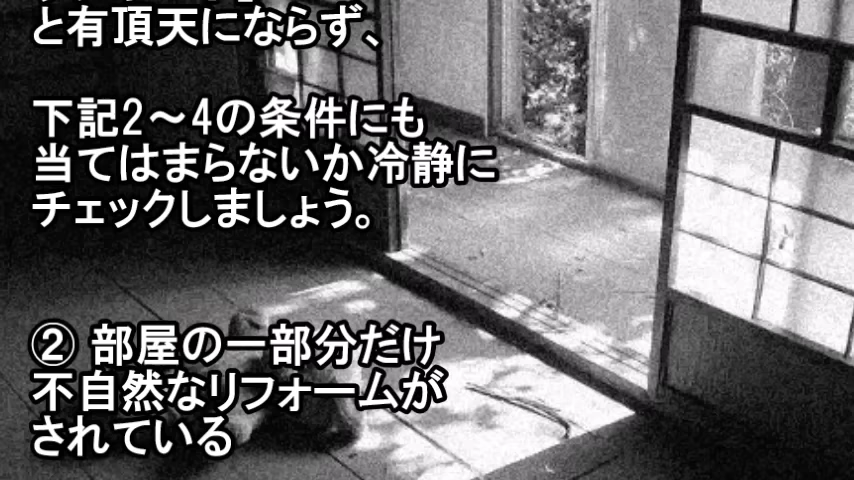 と有頂天にならず、
下記2～4の条件にも
当てはまらないか冷静に
チェックしましょう。
② 部屋の一部分だけ
不自然なリフォームが
されている